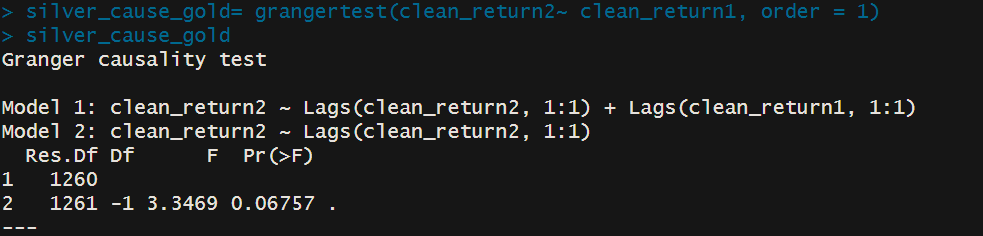 > silver_cause_gold= grangertest(clean_return2~ clean_return1, order = 1)
> silver_cause_gold
Granger causality test

Model 1: clean_return2 ~ Lags(clean_return2, 1:1) + Lags(clean_return1, 1:1)
Model 2: clean_return2 ~ Lags(clean_return2, 1:1)
  Res.Df Df      F  Pr(>F)
1   1260
2   1261 -1 3.3469 0.06757 .
---